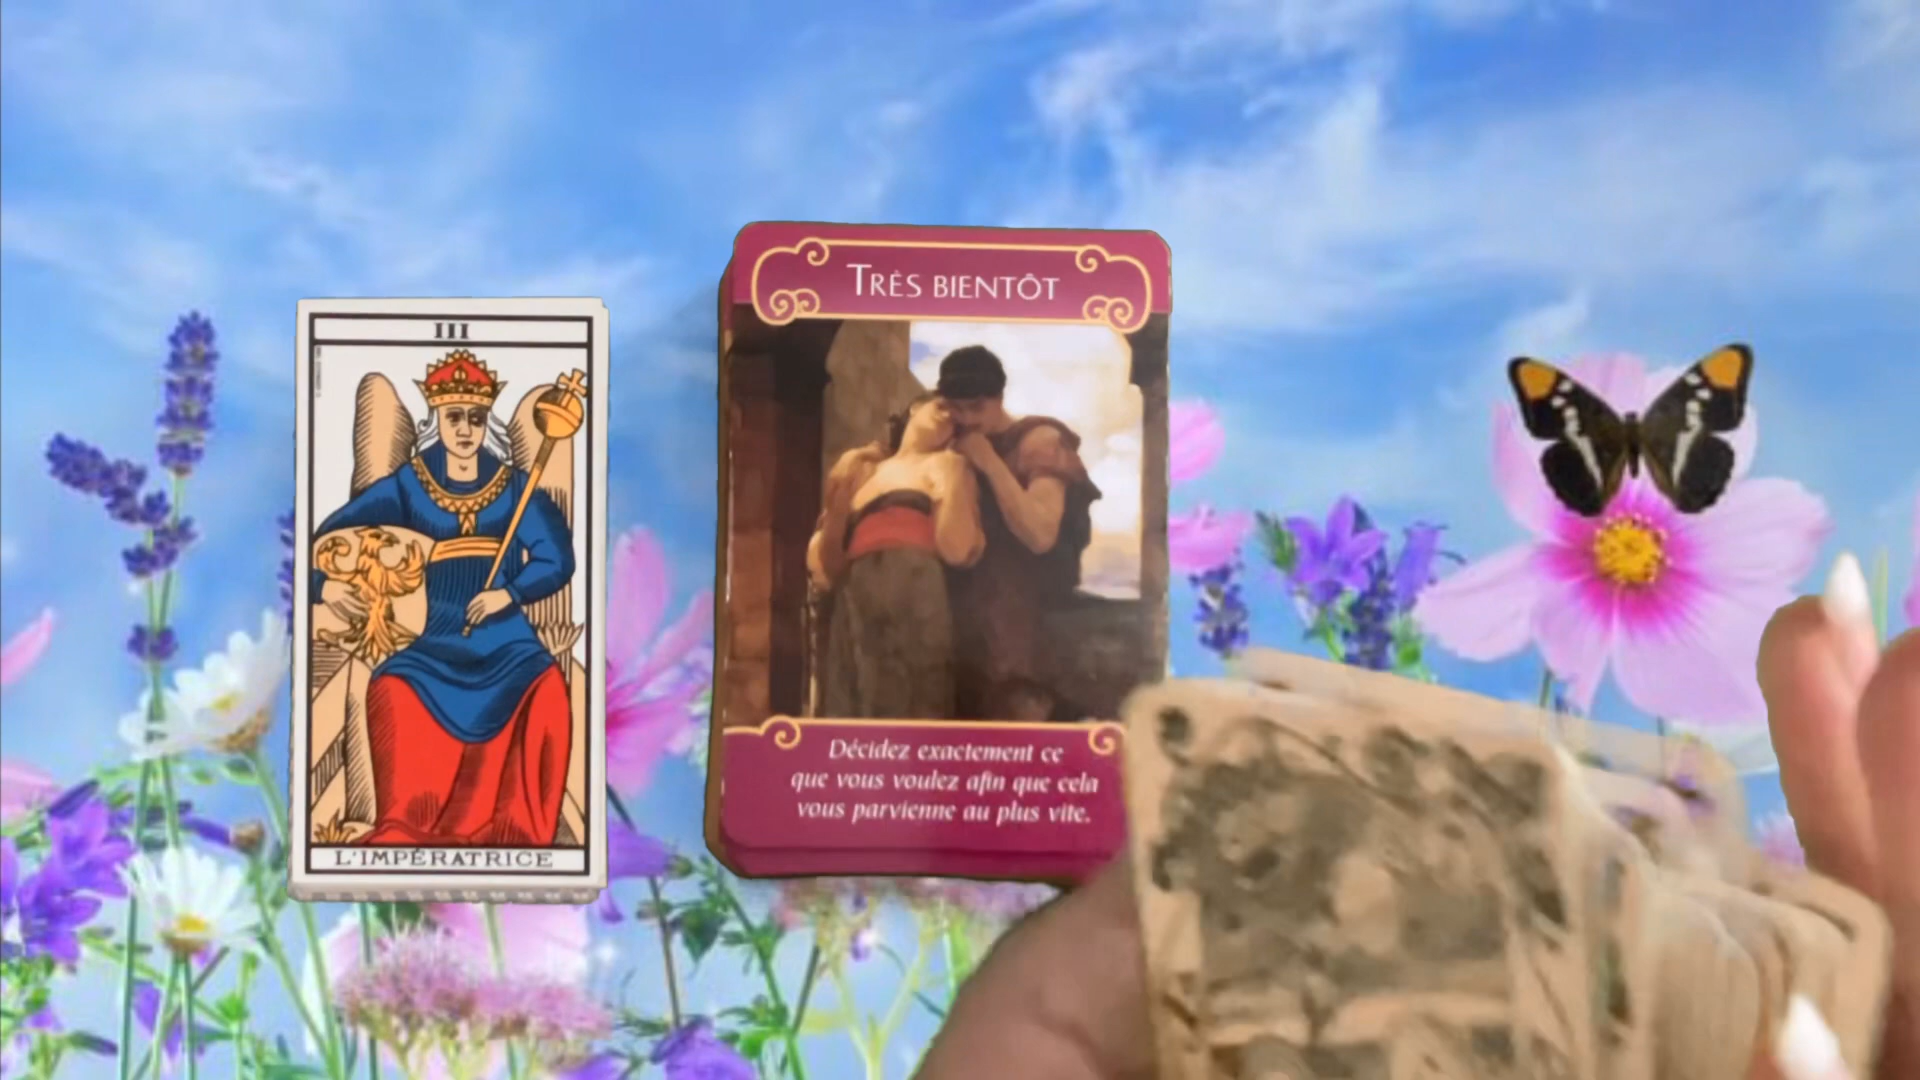 III
L'IMPÉRATRICE
TRÈS BIENTÔT
Décidez exactement ce
que vous voulez afin que cela
vous parvienne au plus vite.